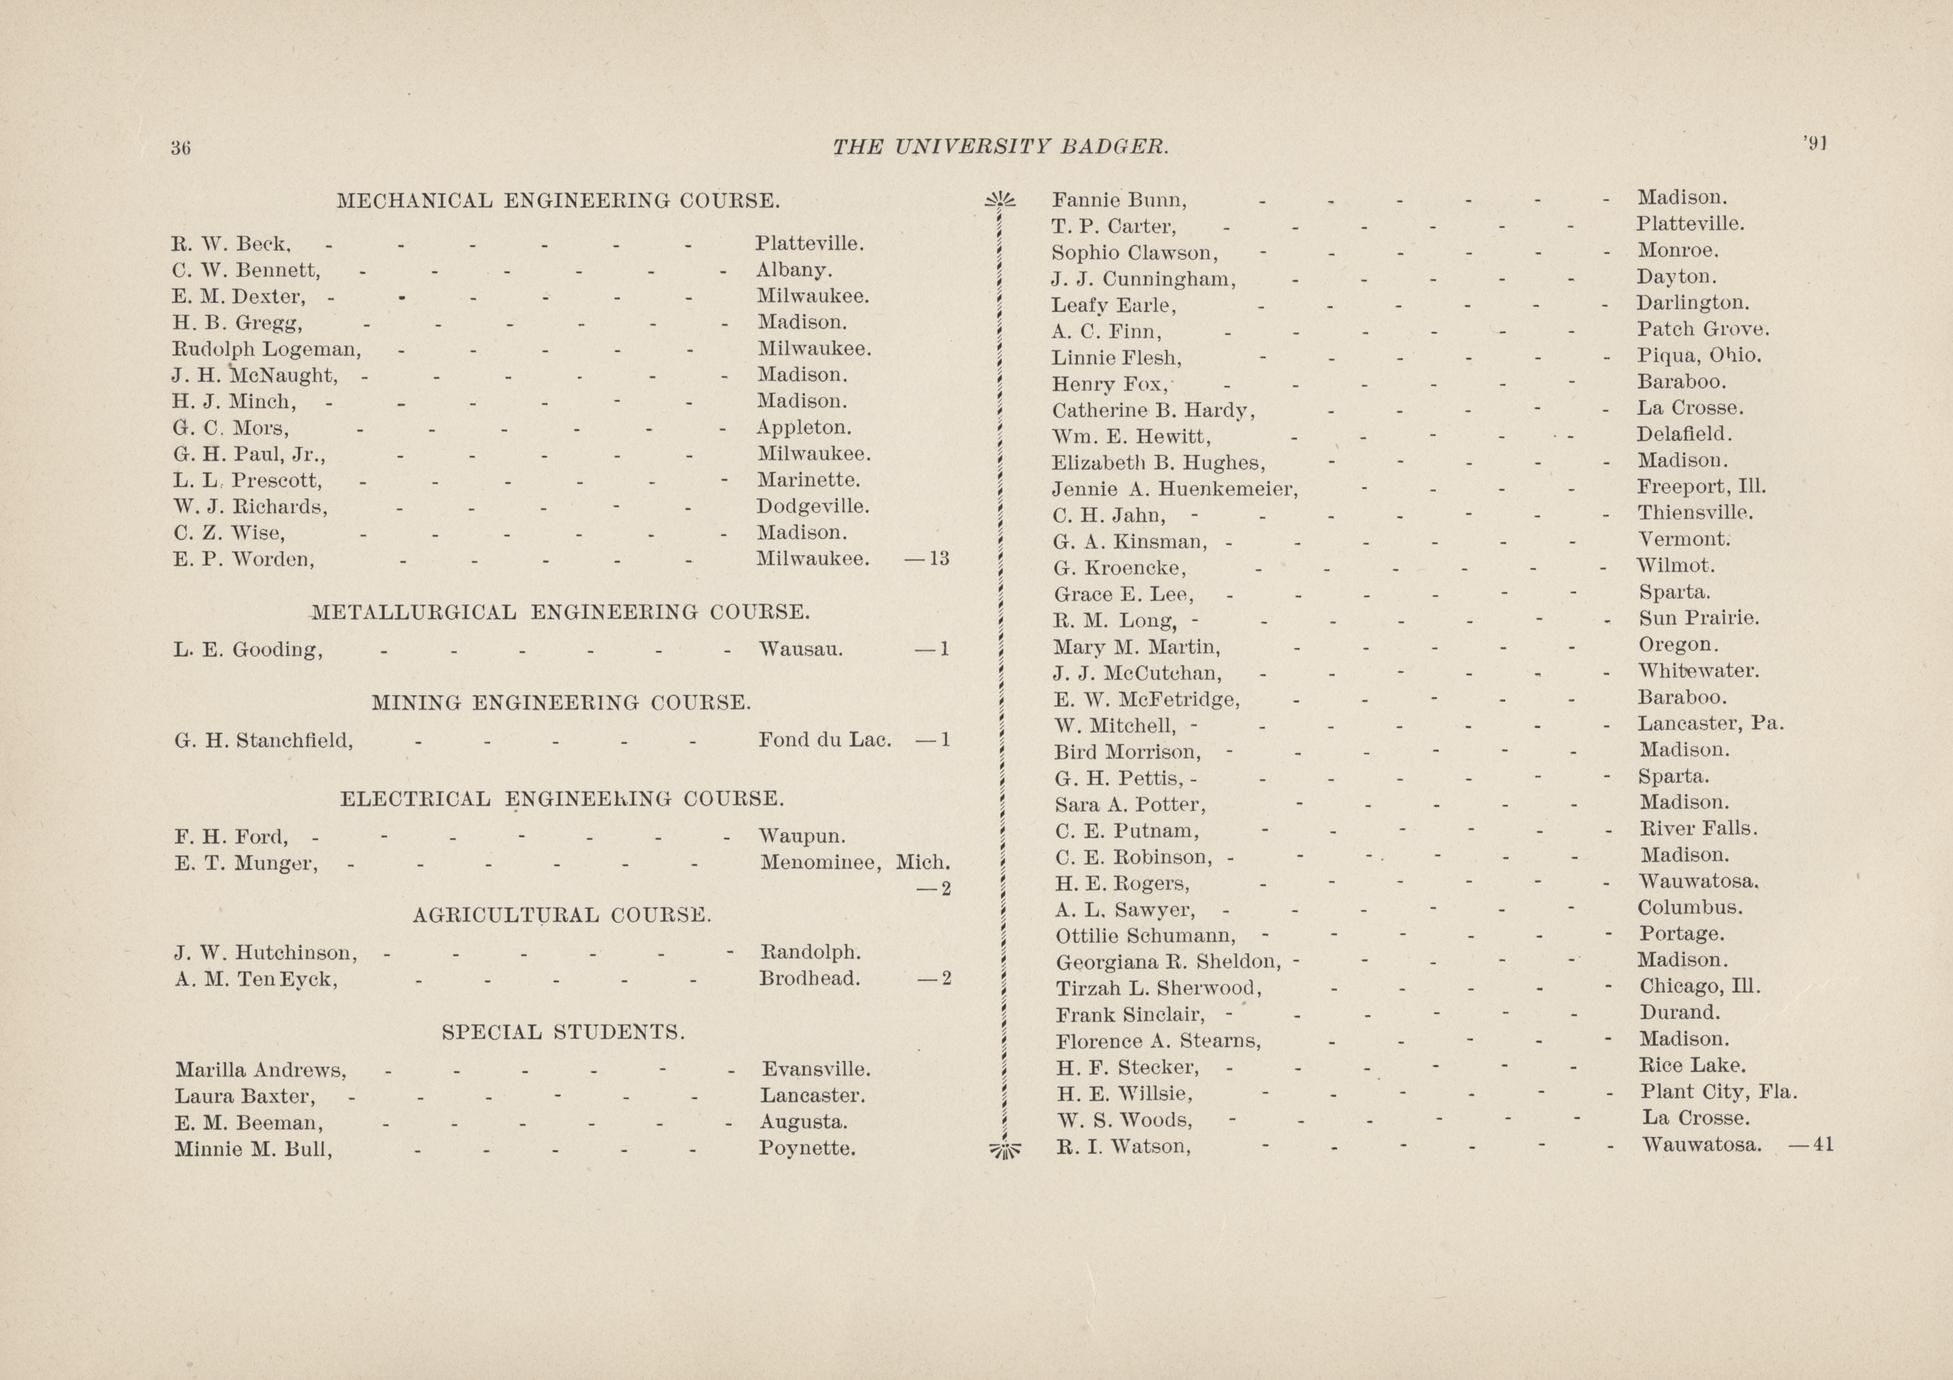 36
THE UNIVERSITY BADGER.
'91
MECHANICAL ENGINEERING COURSE.
R. W. Beck, - - - - - - Platteville.
C. W. Bennett, - - - - - - Albany.
E. M. Dexter, - - - - - - Milwaukee.
H. B. Gregg, - - - - - - Madison.
Rudolph Logeman, - - - - - Milwaukee.
J. H. McNaught, - - - - - - Madison.
H. J. Minch, - - - - - - Madison.
G. C. Mors, - - - - - - Appleton.
G. H. Paul, Jr., - - - - - Milwaukee.
L. L. Prescott, - - - - - - Marinette.
W. J. Richards, - - - - - Dodgeville.
C. Z. Wise, - - - - - - Madison.
E. P. Worden, - - - - - Milwaukee. —13
METALLURGICAL ENGINEERING COURSE.
L. E. Gooding, - - - - - - Wausau. —1
MINING ENGINEERING COURSE.
G. H. Stanchfield, - - - - - Fond du Lac. —1
ELECTRICAL ENGINEERING COURSE.
F. H. Ford, - - - - - - - Waupun.
E. T. Munger, - - - - - - Menominee, Mich.
—2
AGRICULTURAL COURSE.
J. W. Hutchinson, - - - - - - Randolph.
A. M. Ten Eyck, - - - - - Brodhead. —2
SPECIAL STUDENTS.
Marilla Andrews, - - - - - - Evansville.
Laura Baxter, - - - - - - Lancaster.
E. M. Beeman, - - - - - - Augusta.
Minnie M. Bull, - - - - - Poynette.
Fannie Bunn, - - - - - - Madison.
T. P. Carter, - - - - - - Platteville.
Sophio Clawson, - - - - - - Monroe.
J. J. Cunningham, - - - - - Dayton.
Leafy Earle, - - - - - - Darlington.
A. C. Finn, - - - - - - Patch Grove.
Linnie Flesh, - - - - - - Piqua, Ohio.
Henry Fox, - - - - - - Baraboo.
Catherine B. Hardy, - - - - - La Crosse.
Wm. E. Hewitt, - - - - - Delafield.
Elizabeth B. Hughes, - - - - - Madison.
Jennie A. Huenkemeier, - - - - Freeport, Ill.
C. H. Jahn, - - - - - - - Thiensville.
G. A. Kinsman, - - - - - - Vermont.
G. Kroencke, - - - - - - Wilmot.
Grace E. Lee, - - - - - - Sparta.
R. M. Long, - - - - - - - Sun Prairie.
Mary M. Martin, - - - - - Oregon.
J. J. McCutchan, - - - - - - Whitewater.
E. W. McFetridge, - - - - - Baraboo.
W. Mitchell, - - - - - - - Lancaster, Pa.
Bird Morrison, - - - - - - Madison.
G. H. Pettis, - - - - - - - Sparta.
Sara A. Potter, - - - - - Madison.
C. E. Putnam, - - - - - - River Falls.
C. E. Robinson, - - - - - - Madison.
H. E. Rogers, - - - - - - Wauwatosa.
A. L. Sawyer, - - - - - - Columbus.
Ottilie Schumann, - - - - - - Portage.
Georgiana R. Sheldon, - - - - - Madison.
Tirzah L. Sherwood, - - - - - Chicago, Ill.
Frank Sinclair, - - - - - - Durand.
Florence A. Stearns, - - - - - Madison.
H. F. Stecker, - - - - - - Rice Lake.
H. E. Willsie, - - - - - - Plant City, Fla.
W. S. Woods, - - - - - - La Crosse.
R. I. Watson, - - - - - - Wauwatosa. —41